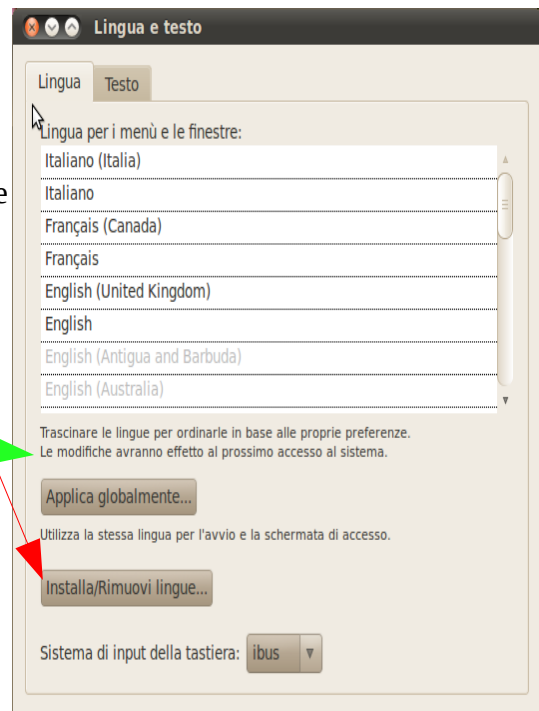 Lingua e testo
Lingua Testo
Lingua per i menù e le finestre:
Italiano (Italia)
Italiano
e
Français (Canada)
Français
English (United Kingdom)
English
English (Antigua and Barbuda)
English (Australia)
Trascinare le lingue per ordinarle in base alle proprie preferenze.
Le modifiche avranno effetto al prossimo accesso al sistema.
Applica globalmente...
Utilizza la stessa lingua per l'avvio e la schermata di accesso.
Installa/Rimuovi lingue...
Sistema di input della tastiera: ibus